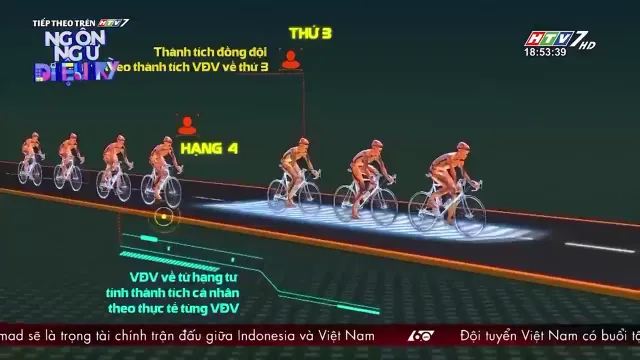 TIẾP THEO TRÊN HTV7
NGÔN
NGỮ
ĐIỆU KỲ
THỨ 3
HTV7 HD
18:53:39
Thành tích đồng đội
theo thành tích VĐV về thứ 3
HẠNG 4
VĐV về từ hạng tư
tính thành tích cá nhân
theo thực tế từng VĐV
mad sẽ là trọng tài chính trận đấu giữa Indonesia và Việt Nam
60
Đội tuyển Việt Nam có buổi tậ